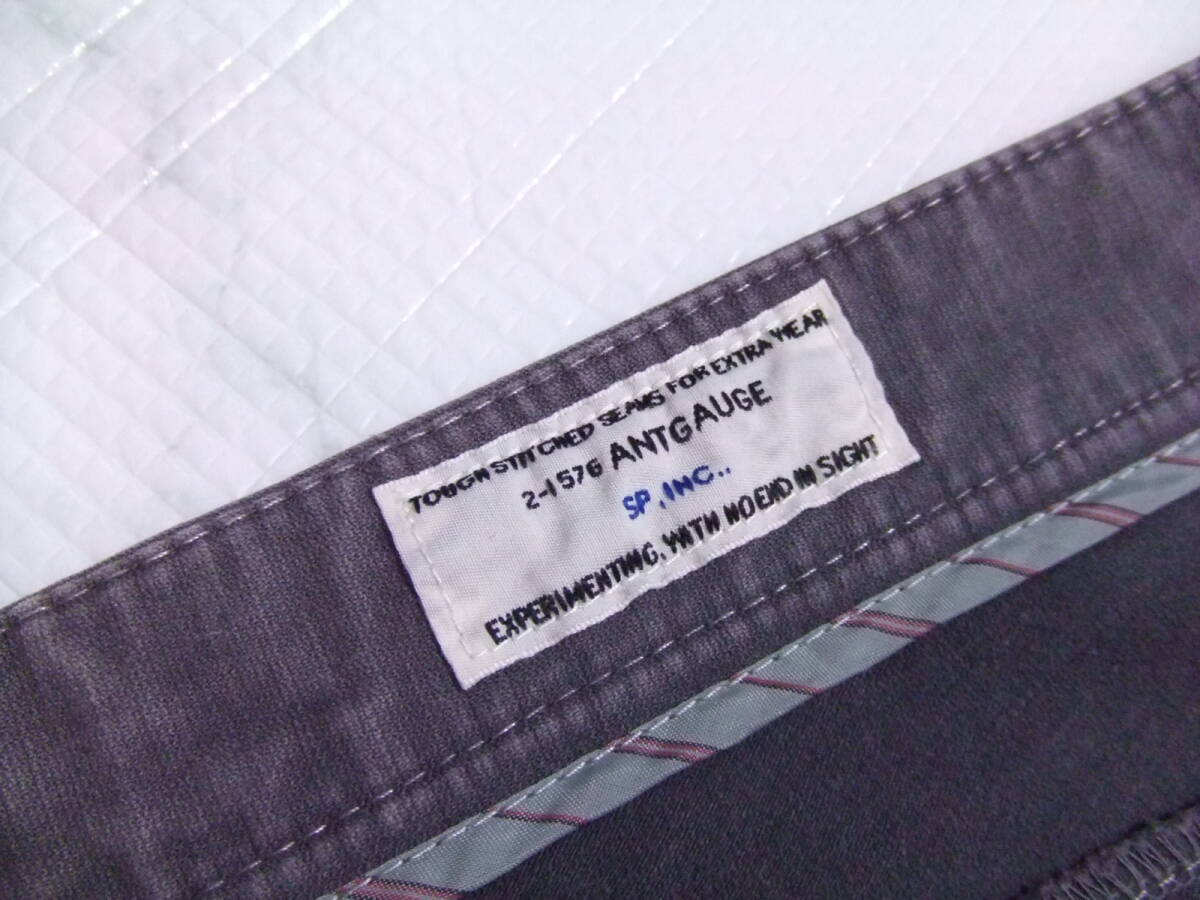 TOUGH STITCHED SEAMS FOR EXTRA WEAR
2-1576 ANTGAUGE
SP,INC..
EXPERIMENTING, WITH NO END IN SIGHT